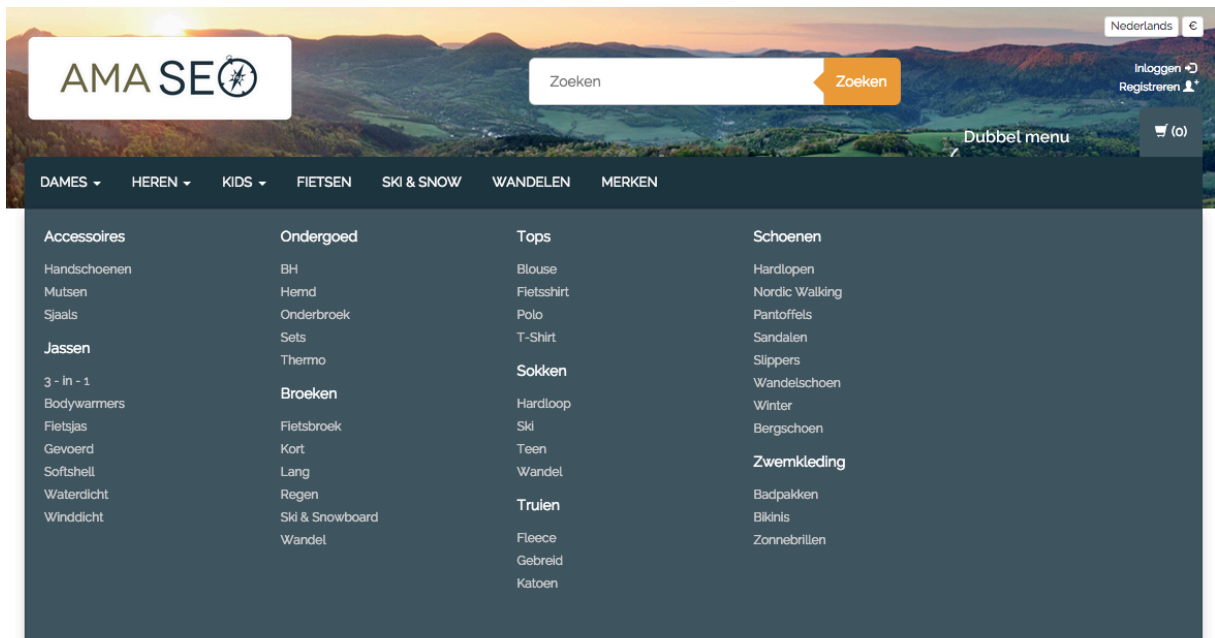 Nederlands €
AMA SEO
Zoeken
Zoeken
Inloggen
Registreren
Dubbel menu
(0)
DAMES
HEREN
KIDS
FIETSEN
SKI & SNOW
WANDELEN
MERKEN
Accessoires
Handschoenen
Mutsen
Sjaals
Jassen
3 - in - 1
Bodywarmers
Fietsjas
Gevoerd
Softshell
Waterdicht
Winddicht
Ondergoed
BH
Hemd
Onderbroek
Sets
Thermo
Broeken
Fietsbroek
Kort
Lang
Regen
Ski & Snowboard
Wandel
Tops
Blouse
Fietsshirt
Polo
T-Shirt
Sokken
Hardloop
Ski
Teen
Wandel
Truien
Fleece
Gebreid
Katoen
Schoenen
Hardlopen
Nordic Walking
Pantoffels
Sandalen
Slippers
Wandelschoen
Winter
Bergschoen
Zwemkleding
Badpakken
Bikinis
Zonnebrillen